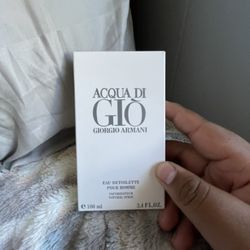 ACQUA DI
GIÒ
GIORGIO ARMANI
EAU DE TOILETTE
POUR HOMME
VAPORISATEUR
NATURAL SPRAY
e 100 ml 3.4 FL.OZ.